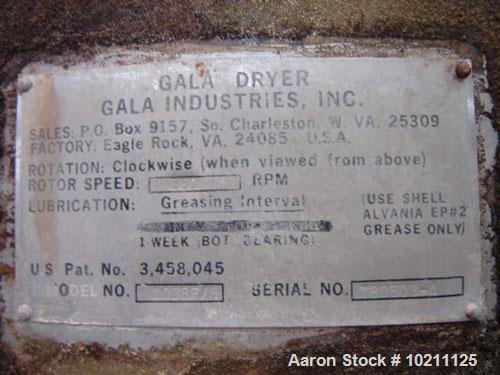 GALA DRYER
GALA INDUSTRIES, INC.
SALES: P.O. Box 9157, So. Charleston, W. VA. 25309
FACTORY: Eagle Rock, VA. 24085 U.S.A.
ROTATION: Clockwise (when viewed from above)
ROTOR SPEED: RPM
LUBRICATION: Greasing Interval (USE SHELL
ALVANIA EP#2
1 WEEK (BOT. BEARING) GREASE ONLY)
U.S. Pat. No. 3,458,045
MODEL NO. SERIAL NO.
Aaron Stock # 10211125